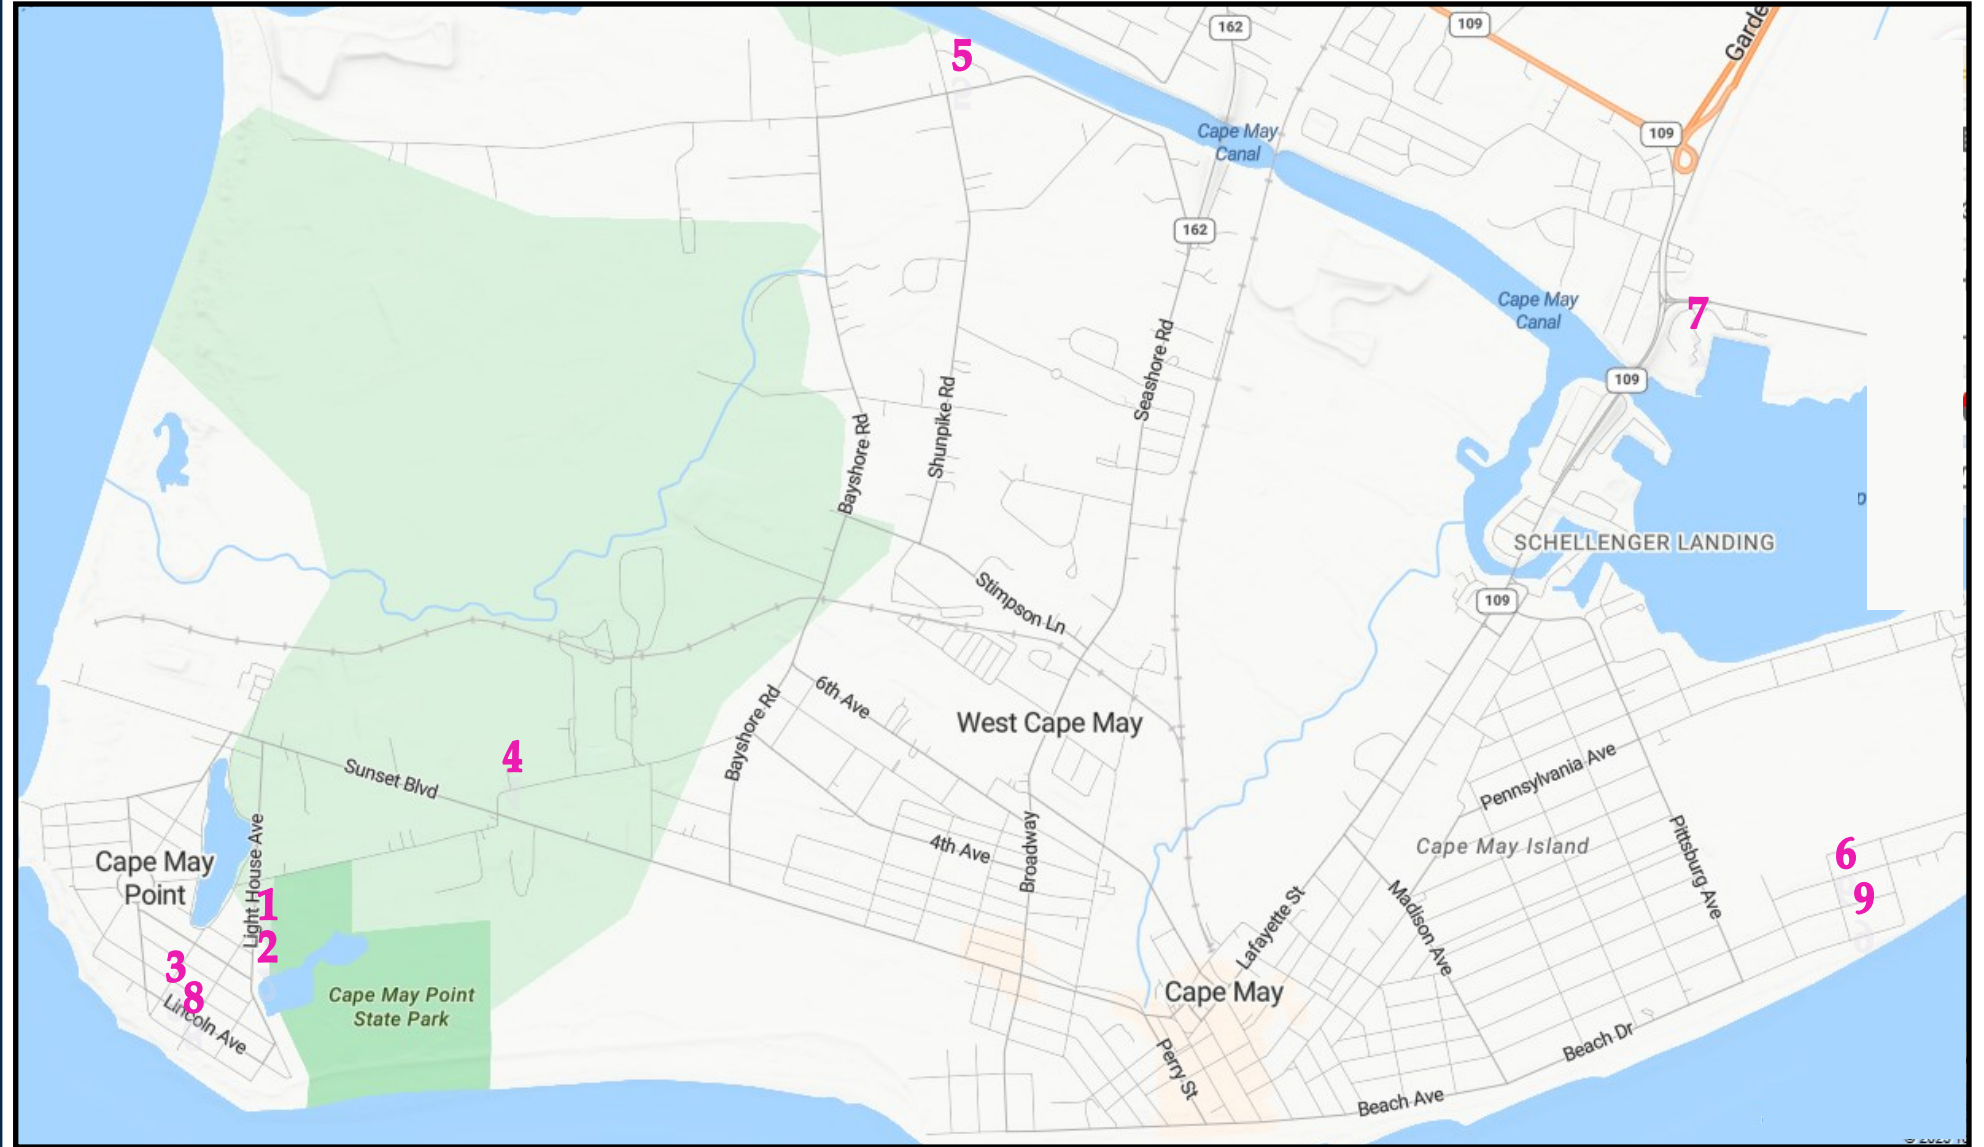 162
109
Garde
5
109
Cape May
Canal
162
Cape May
Canal
7
109
Seashore Rd
Shunpike Rd
Bayshore Rd
SCHELLENGER LANDING
Stimpson Ln
109
6th Ave
West Cape May
Bayshore Rd
4
Sunset Blvd
Pennsylvania Ave
Cape May Island
Pittsburg Ave
6
9
4th Ave
Broadway
Light House Ave
Cape May
Point
1
2
3
8
Lincoln Ave
Cape May Point
State Park
Lafayette St
Madison Ave
Cape May
Perry St
Beach Dr
Beach Ave